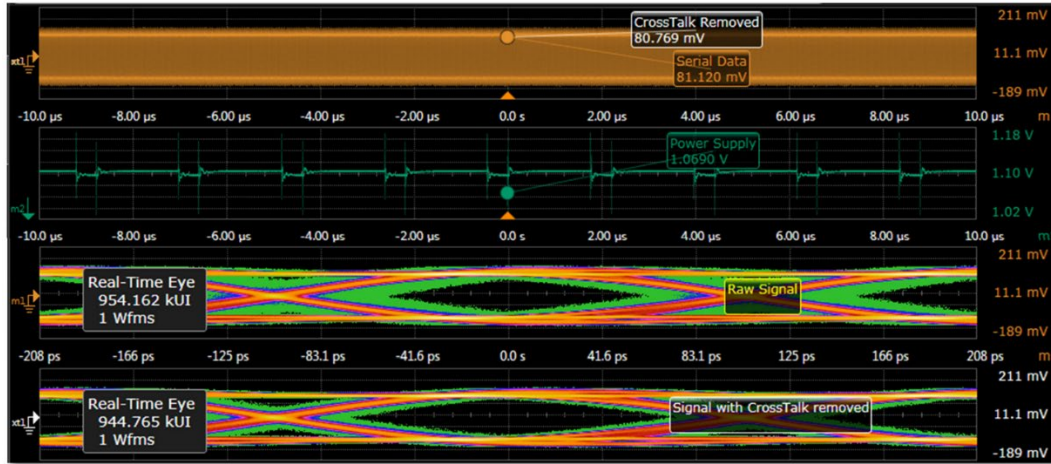 211 mV
CrossTalk Removed
80.769 mV
11.1 mV
xt1
Serial Data
81.120 mV
-189 mV
-10.0 µs -8.00 µs -6.00 µs -4.00 µs -2.00 µs 0.0 s 2.00 µs 4.00 µs 6.00 µs 8.00 µs 10.0 µs m
1.18 V
Power Supply
1.0690 V
1.10 V
m2
1.02 V
-10.0 µs -8.00 µs -6.00 µs -4.00 µs -2.00 µs 0.0 s 2.00 µs 4.00 µs 6.00 µs 8.00 µs 10.0 µs m
211 mV
Real-Time Eye
954.162 kUI
1 Wfms
Raw Signal
m1
11.1 mV
-189 mV
-208 ps -166 ps -125 ps -83.1 ps -41.6 ps 0.0 s 41.6 ps 83.1 ps 125 ps 166 ps 208 ps m
211 mV
Real-Time Eye
944.765 kUI
1 Wfms
Signal with CrossTalk removed
xt1
11.1 mV
-189 mV